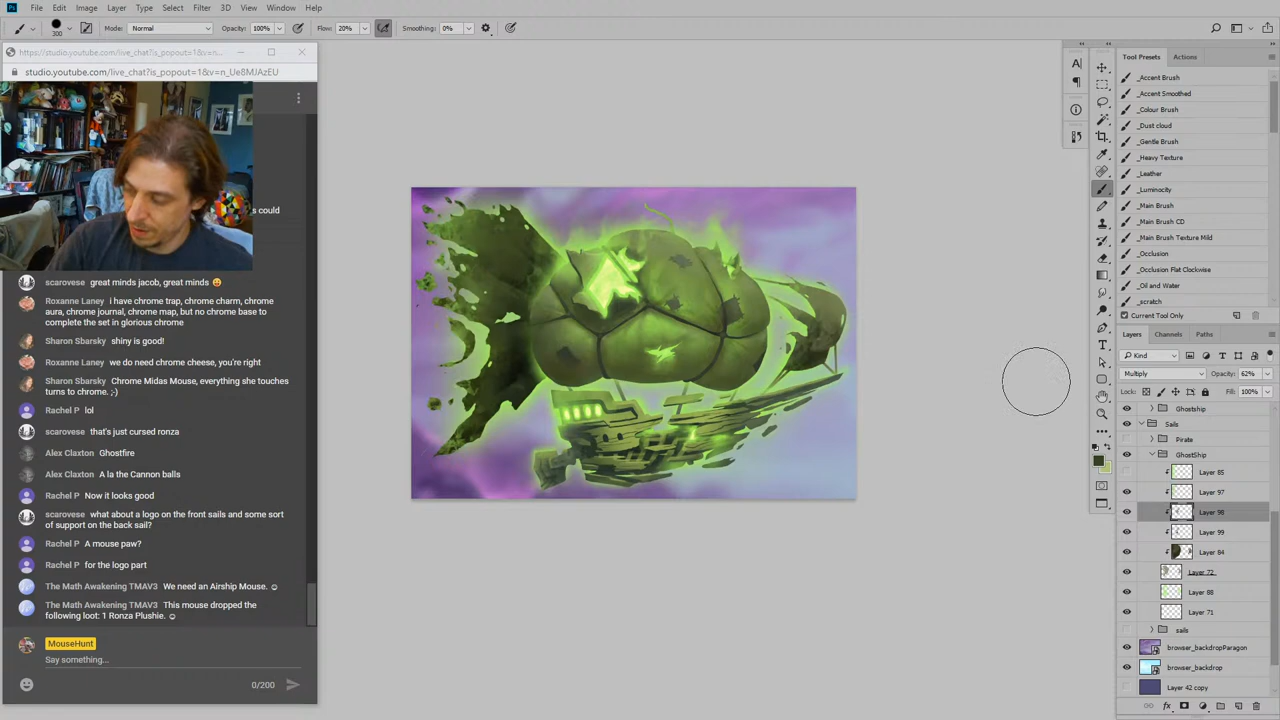 File Edit Image Layer Type Select Filter 3D View Window Help
300 Mode: Normal Opacity: 100% Flow: 20% Smoothing: 0%
https://studio.youtube.com/live_chat?is_popout=1&v=n...
studio.youtube.com/live_chat?is_popout=1&v=n_Ue8MJAzEU
s could
scarovese great minds jacob, great minds
Roxanne Laney i have chrome trap, chrome charm, chrome
aura, chrome journal, chrome map, but no chrome base to
complete the set in glorious chrome
Sharon Sbarsky shiny is good!
Roxanne Laney we do need chrome cheese, you're right
Sharon Sbarsky Chrome Midas Mouse, everything she touches
turns to chrome. ;-)
Rachel P lol
scarovese that's just cursed ronza
Alex Claxton Ghostfire
Alex Claxton A la the Cannon balls
Rachel P Now it looks good
scarovese what about a logo on the front sails and some sort
of support on the back sail?
Rachel P A mouse paw?
Rachel P for the logo part
The Math Awakening TMAV3 We need an Airship Mouse.
The Math Awakening TMAV3 This mouse dropped the
following loot: 1 Ronza Plushie.
MouseHunt
Say something...
0/200
Tool Presets Actions
_Accent Brush
_Accent Smoothed
_Colour Brush
_Dust cloud
_Gentle Brush
_Heavy Texture
_Leather
_Luminocity
_Main Brush
_Main Brush CD
_Main Brush Texture Mild
_Occlusion
_Occlusion Flat Clockwise
_Oil and Water
_scratch
Current Tool Only
Layers Channels Paths
Kind
Multiply Opacity: 62%
Lock: Fill: 100%
Ghostship
Sails
Pirate
GhostShip
Layer 85
Layer 97
Layer 98
Layer 99
Layer 84
Layer 72
Layer 88
Layer 71
sails
browser_backdropParagon
browser_backdrop
Layer 42 copy
fx